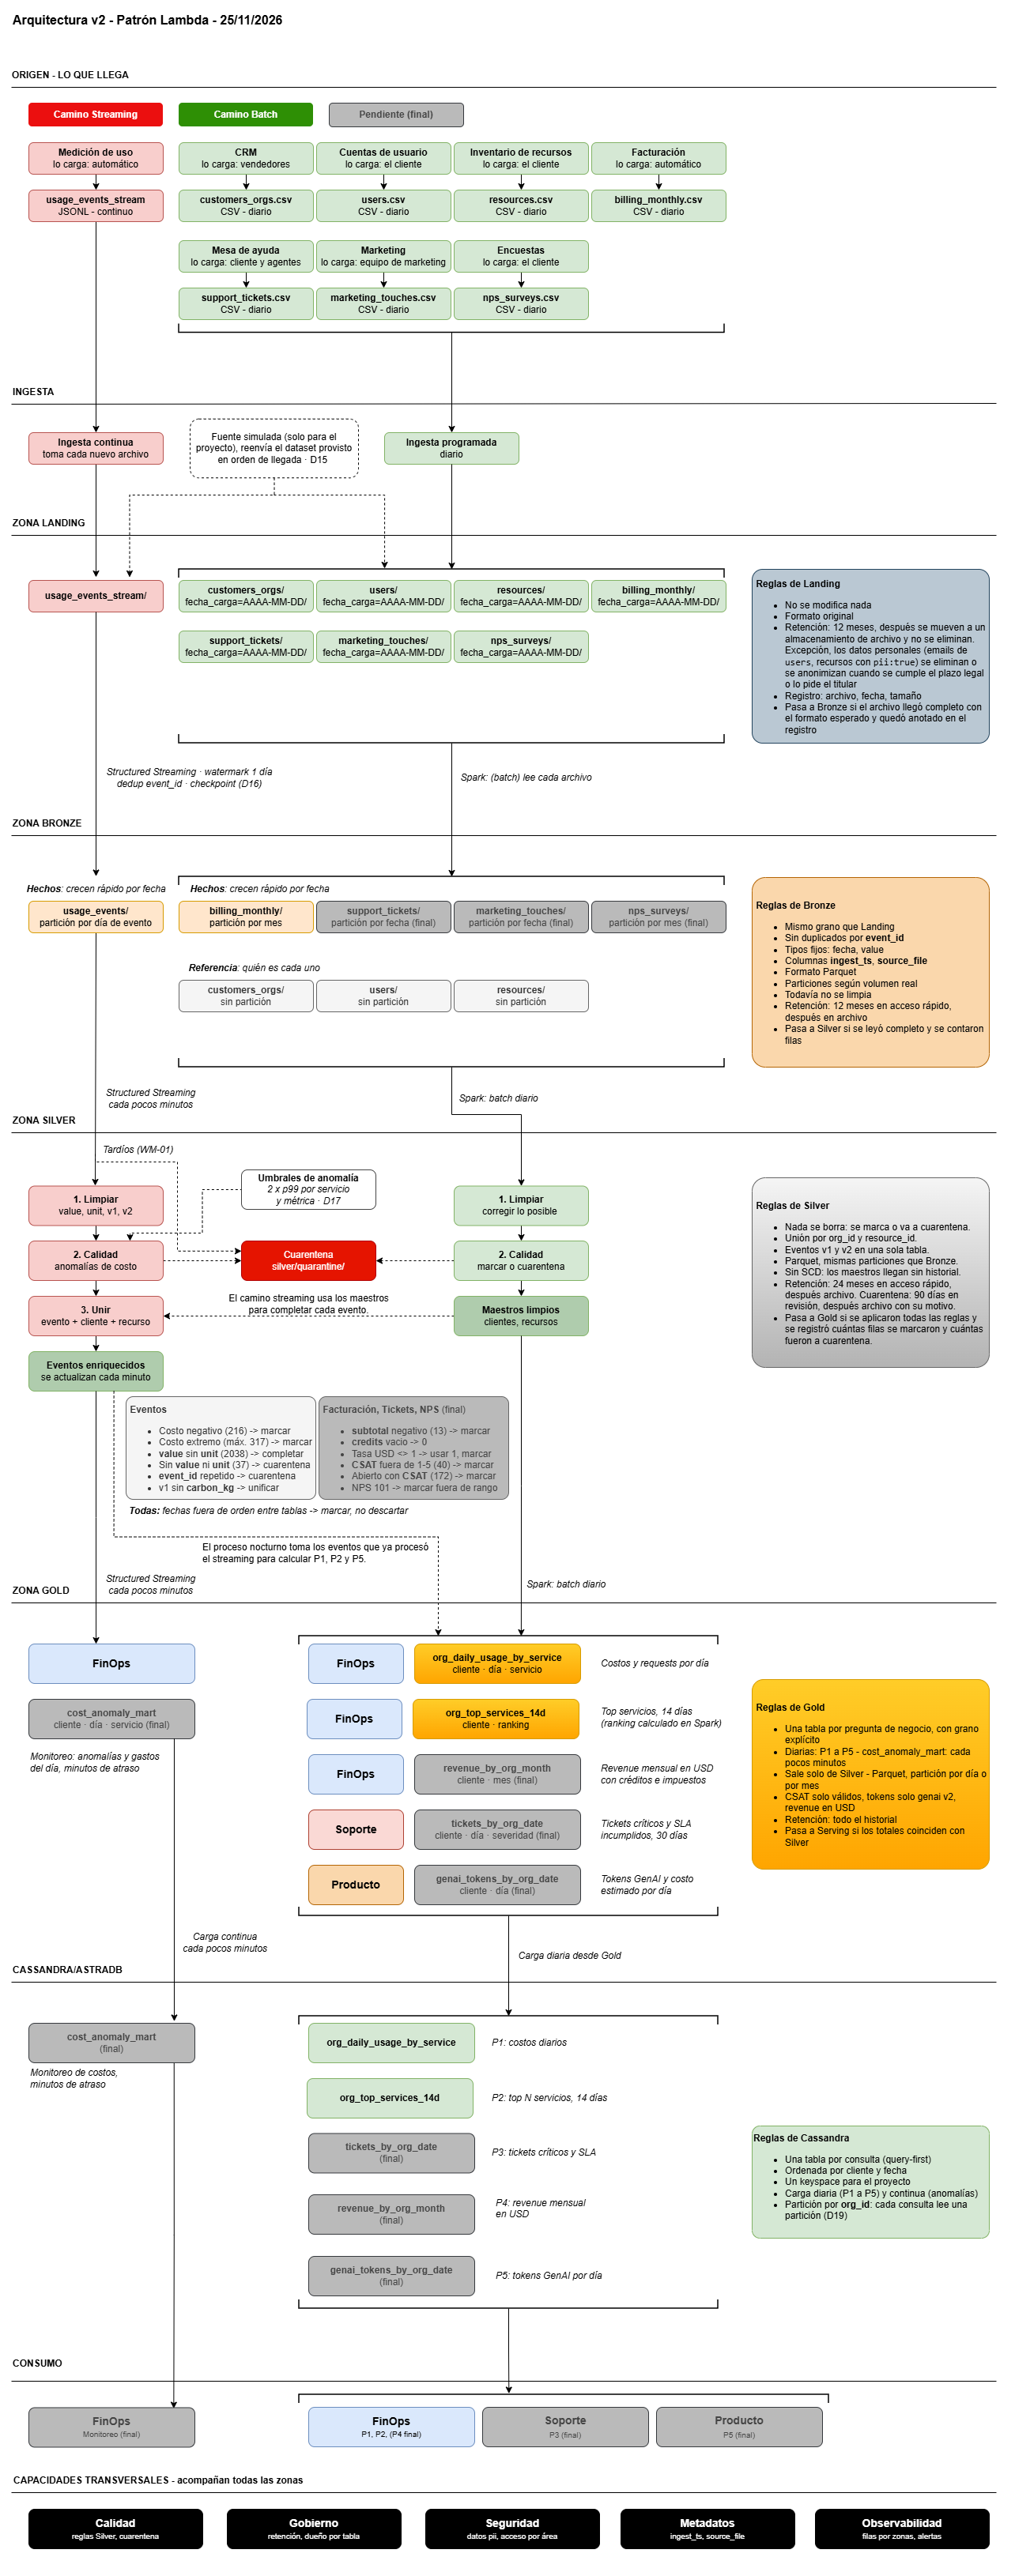 Arquitectura v2 - Patrón Lambda - 25/11/2026
ORIGEN - LO QUE LLEGA
Camino Streaming
Camino Batch
Pendiente (final)
Medición de uso
lo carga: automático
CRM
lo carga: vendedores
Cuentas de usuario
lo carga: el cliente
Inventario de recursos
lo carga: el cliente
Facturación
lo carga: automático
usage_events_stream
JSONL - continuo
customers_orgs.csv
CSV - diario
users.csv
CSV - diario
resources.csv
CSV - diario
billing_monthly.csv
CSV - diario
Mesa de ayuda
lo carga: cliente y agentes
Marketing
lo carga: equipo de marketing
Encuestas
lo carga: el cliente
support_tickets.csv
CSV - diario
marketing_touches.csv
CSV - diario
nps_surveys.csv
CSV - diario
INGESTA
Ingesta continua
toma cada nuevo archivo
Fuente simulada (solo para el
proyecto), reenvía el dataset provisto
en orden de llegada · D15
Ingesta programada
diario
ZONA LANDING
usage_events_stream/
customers_orgs/
fecha_carga=AAAA-MM-DD/
users/
fecha_carga=AAAA-MM-DD/
resources/
fecha_carga=AAAA-MM-DD/
billing_monthly/
fecha_carga=AAAA-MM-DD/
support_tickets/
fecha_carga=AAAA-MM-DD/
marketing_touches/
fecha_carga=AAAA-MM-DD/
nps_surveys/
fecha_carga=AAAA-MM-DD/
Reglas de Landing
• No se modifica nada
• Formato original
• Retención: 12 meses, después se mueven a un
almacenamiento de archivo y no se eliminan.
Excepción, los datos personales (emails de
users, recursos con pii:true) se eliminan o
se anonimizan cuando se cumple el plazo legal
o lo pide el titular
• Registro: archivo, fecha, tamaño
• Pasa a Bronze si el archivo llegó completo con
el formato esperado y quedó anotado en el
registro
Structured Streaming · watermark 1 día
dedup event_id · checkpoint (D16)
Spark: (batch) lee cada archivo
ZONA BRONZE
Hechos: crecen rápido por fecha
Hechos: crecen rápido por fecha
usage_events/
partición por día de evento
billing_monthly/
partición por mes
support_tickets/
partición por fecha (final)
marketing_touches/
partición por fecha (final)
nps_surveys/
partición por mes (final)
Referencia: quién es cada uno
customers_orgs/
sin partición
users/
sin partición
resources/
sin partición
Reglas de Bronze
• Mismo grano que Landing
• Sin duplicados por event_id
• Tipos fijos: fecha, value
• Columnas ingest_ts, source_file
• Formato Parquet
• Particiones según volumen real
• Todavía no se limpia
• Retención: 12 meses en acceso rápido,
después en archivo
• Pasa a Silver si se leyó completo y se contaron
filas
Structured Streaming
cada pocos minutos
Spark: batch diario
ZONA SILVER
Tardíos (WM-01)
Umbrales de anomalía
2 x p99 por servicio
y métrica · D17
1. Limpiar
value, unit, v1, v2
1. Limpiar
corregir lo posible
2. Calidad
anomalías de costo
Cuarentena
silver/quarantine/
2. Calidad
marcar o cuarentena
El camino streaming usa los maestros
para completar cada evento.
3. Unir
evento + cliente + recurso
Maestros limpios
clientes, recursos
Eventos enriquecidos
se actualizan cada minuto
Reglas de Silver
• Nada se borra: se marca o va a cuarentena.
• Unión por org_id y resource_id.
• Eventos v1 y v2 en una sola tabla.
• Parquet, mismas particiones que Bronze.
• Sin SCD: los maestros llegan sin historial.
• Retención: 24 meses en acceso rápido,
después archivo. Cuarentena: 90 días en
revisión, después archivo con su motivo.
• Pasa a Gold si se aplicaron todas las reglas y
se registró cuántas filas se marcaron y cuántas
fueron a cuarentena.
Eventos
• Costo negativo (216) -> marcar
• Costo extremo (máx. 317) -> marcar
• value sin unit (2038) -> completar
• Sin value ni unit (37) -> cuarentena
• event_id repetido -> cuarentena
• v1 sin carbon_kg -> unificar
Facturación, Tickets, NPS (final)
• subtotal negativo (13) -> marcar
• credits vacio -> 0
• Tasa USD <> 1 -> usar 1, marcar
• CSAT fuera de 1-5 (40) -> marcar
• Abierto con CSAT (172) -> marcar
• NPS 101 -> marcar fuera de rango
Todas: fechas fuera de orden entre tablas -> marcar, no descartar
El proceso nocturno toma los eventos que ya procesó
el streaming para calcular P1, P2 y P5.
Structured Streaming
cada pocos minutos
Spark: batch diario
ZONA GOLD
FinOps
cost_anomaly_mart
cliente · día · servicio (final)
Monitoreo: anomalías y gastos
del día, minutos de atraso
FinOps
org_daily_usage_by_service
cliente · día · servicio
Costos y requests por día
FinOps
org_top_services_14d
cliente · ranking
Top servicios, 14 días
(ranking calculado en Spark)
FinOps
revenue_by_org_month
cliente · mes (final)
Revenue mensual en USD
con créditos e impuestos
Soporte
tickets_by_org_date
cliente · día · severidad (final)
Tickets críticos y SLA
incumplidos, 30 días
Producto
genai_tokens_by_org_date
cliente · día (final)
Tokens GenAI y costo
estimado por día
Reglas de Gold
• Una tabla por pregunta de negocio, con grano
explícito
• Diarias: P1 a P5 - cost_anomaly_mart: cada
pocos minutos
• Sale solo de Silver - Parquet, partición por día o
por mes
• CSAT solo válidos, tokens solo genai v2,
revenue en USD
• Retención: todo el historial
• Pasa a Serving si los totales coinciden con
Silver
Carga continua
cada pocos minutos
Carga diaria desde Gold
CASSANDRA/ASTRADB
cost_anomaly_mart
(final)
Monitoreo de costos,
minutos de atraso
org_daily_usage_by_service
P1: costos diarios
org_top_services_14d
P2: top N servicios, 14 días
tickets_by_org_date
(final)
P3: tickets críticos y SLA
revenue_by_org_month
(final)
P4: revenue mensual
en USD
genai_tokens_by_org_date
(final)
P5: tokens GenAI por día
Reglas de Cassandra
• Una tabla por consulta (query-first)
• Ordenada por cliente y fecha
• Un keyspace para el proyecto
• Carga diaria (P1 a P5) y continua (anomalías)
• Partición por org_id: cada consulta lee una
partición (D19)
CONSUMO
FinOps
Monitoreo (final)
FinOps
P1, P2, (P4 final)
Soporte
P3 (final)
Producto
P5 (final)
CAPACIDADES TRANSVERSALES - acompañan todas las zonas
Calidad
reglas Silver, cuarentena
Gobierno
retención, dueño por tabla
Seguridad
datos pii, acceso por área
Metadatos
ingest_ts, source_file
Observabilidad
filas por zonas, alertas